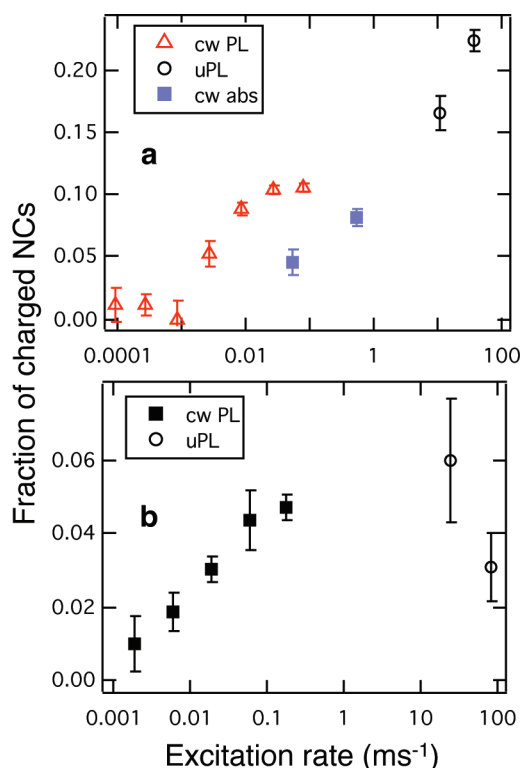 cw PL
uPL
cw abs
a
0.20
0.15
0.10
0.05
0.00
0.0001
0.01
1
100
Fraction of charged NCs
cw PL
uPL
b
0.06
0.04
0.02
0.00
0.001
0.01
0.1
1
10
100
Excitation rate (ms⁻¹)